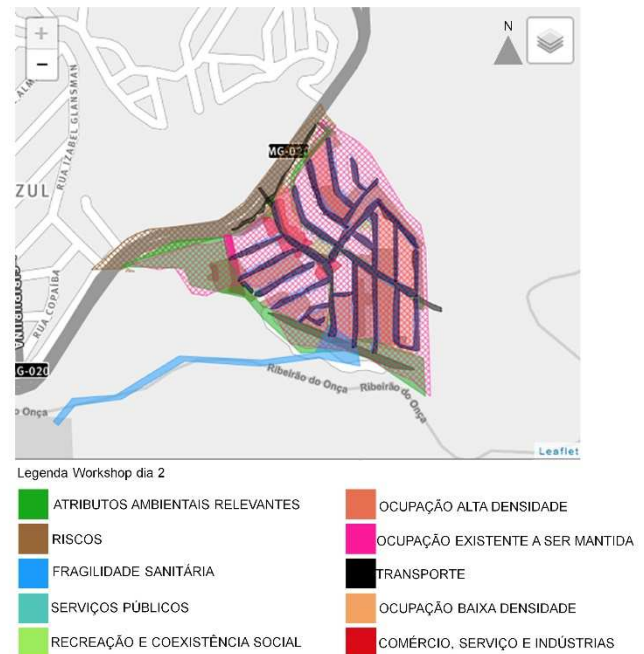 +
−
N
RUA IZABEL GLANSMAN
ZUL
MG-02
RUA COPAÍBA
G-020
o Onça
Ribeirão do Onça
Ribeirão do Onça
Leaflet
Legenda Workshop dia 2
ATRIBUTOS AMBIENTAIS RELEVANTES
RISCOS
FRAGILIDADE SANITÁRIA
SERVIÇOS PÚBLICOS
RECREAÇÃO E COEXISTÊNCIA SOCIAL
OCUPAÇÃO ALTA DENSIDADE
OCUPAÇÃO EXISTENTE A SER MANTIDA
TRANSPORTE
OCUPAÇÃO BAIXA DENSIDADE
COMÉRCIO, SERVIÇO E INDÚSTRIAS